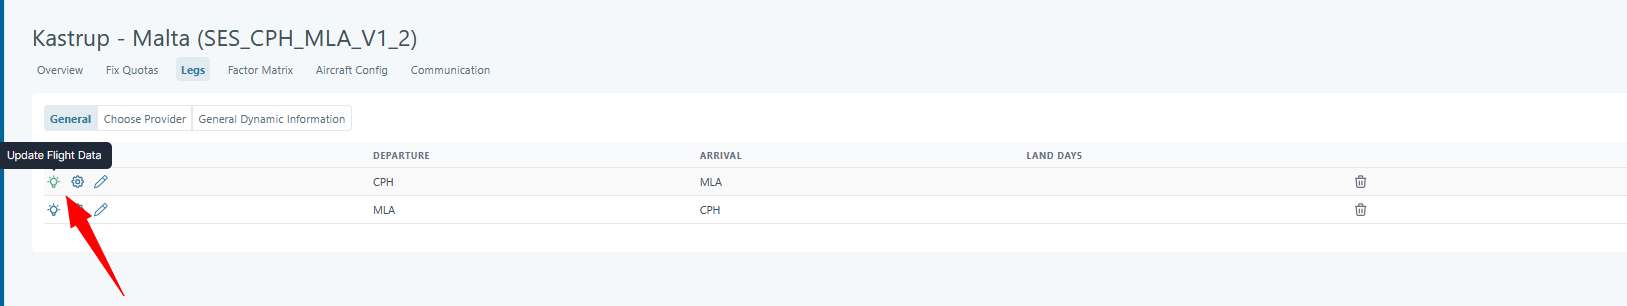 Kastrup - Malta (SES_CPH_MLA_V1_2)
Overview Fix Quotas Legs Factor Matrix Aircraft Config Communication
General Choose Provider General Dynamic Information
Update Flight Data
DEPARTURE ARRIVAL LAND DAYS
CPH MLA
MLA CPH